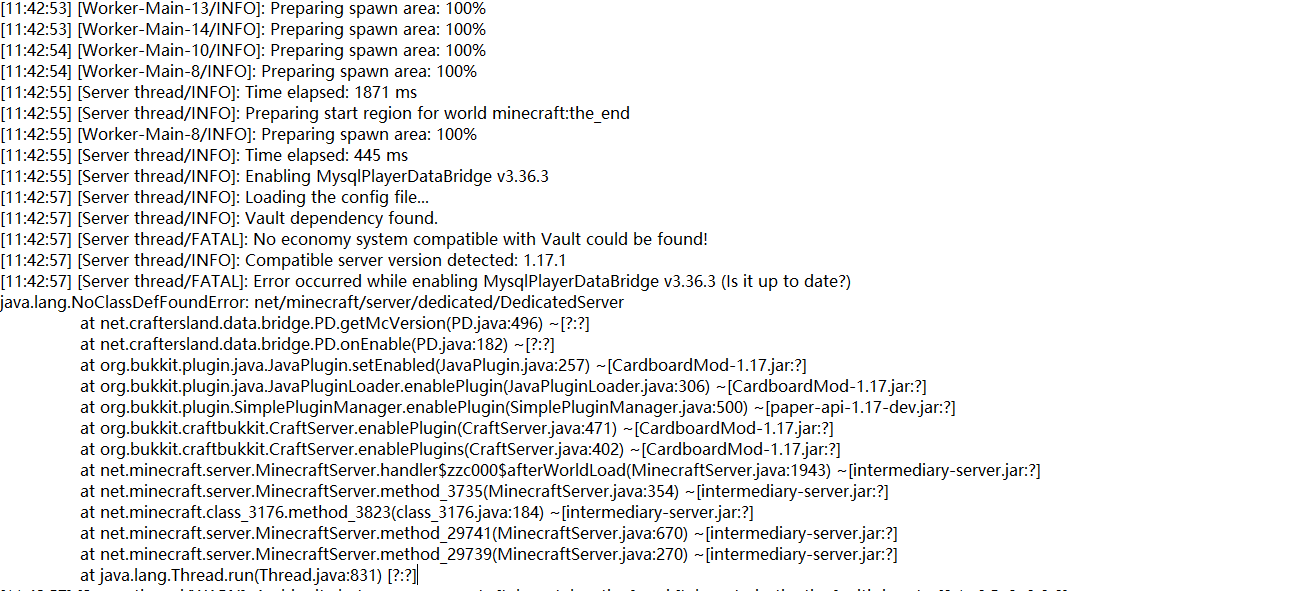 [11:42:53] [Worker-Main-13/INFO]: Preparing spawn area: 100%
[11:42:53] [Worker-Main-14/INFO]: Preparing spawn area: 100%
[11:42:54] [Worker-Main-10/INFO]: Preparing spawn area: 100%
[11:42:54] [Worker-Main-8/INFO]: Preparing spawn area: 100%
[11:42:55] [Server thread/INFO]: Time elapsed: 1871 ms
[11:42:55] [Server thread/INFO]: Preparing start region for world minecraft:the_end
[11:42:55] [Worker-Main-8/INFO]: Preparing spawn area: 100%
[11:42:55] [Server thread/INFO]: Time elapsed: 445 ms
[11:42:55] [Server thread/INFO]: Enabling MysqlPlayerDataBridge v3.36.3
[11:42:57] [Server thread/INFO]: Loading the config file...
[11:42:57] [Server thread/INFO]: Vault dependency found.
[11:42:57] [Server thread/FATAL]: No economy system compatible with Vault could be found!
[11:42:57] [Server thread/INFO]: Compatible server version detected: 1.17.1
[11:42:57] [Server thread/FATAL]: Error occurred while enabling MysqlPlayerDataBridge v3.36.3 (Is it up to date?)
java.lang.NoClassDefFoundError: net/minecraft/server/dedicated/DedicatedServer
at net.craftersland.data.bridge.PD.getMcVersion(PD.java:496) ~[?:?]
at net.craftersland.data.bridge.PD.onEnable(PD.java:182) ~[?:?]
at org.bukkit.plugin.java.JavaPlugin.setEnabled(JavaPlugin.java:257) ~[CardboardMod-1.17.jar:?]
at org.bukkit.plugin.java.JavaPluginLoader.enablePlugin(JavaPluginLoader.java:306) ~[CardboardMod-1.17.jar:?]
at org.bukkit.plugin.SimplePluginManager.enablePlugin(SimplePluginManager.java:500) ~[paper-api-1.17-dev.jar:?]
at org.bukkit.craftbukkit.CraftServer.enablePlugin(CraftServer.java:471) ~[CardboardMod-1.17.jar:?]
at org.bukkit.craftbukkit.CraftServer.enablePlugins(CraftServer.java:402) ~[CardboardMod-1.17.jar:?]
at net.minecraft.server.MinecraftServer.handler$zzc000$afterWorldLoad(MinecraftServer.java:1943) ~[intermediary-server.jar:?]
at net.minecraft.server.MinecraftServer.method_3735(MinecraftServer.java:354) ~[intermediary-server.jar:?]
at net.minecraft.class_3176.method_3823(class_3176.java:184) ~[intermediary-server.jar:?]
at net.minecraft.server.MinecraftServer.method_29741(MinecraftServer.java:670) ~[intermediary-server.jar:?]
at net.minecraft.server.MinecraftServer.method_29739(MinecraftServer.java:270) ~[intermediary-server.jar:?]
at java.lang.Thread.run(Thread.java:831) [?:?]